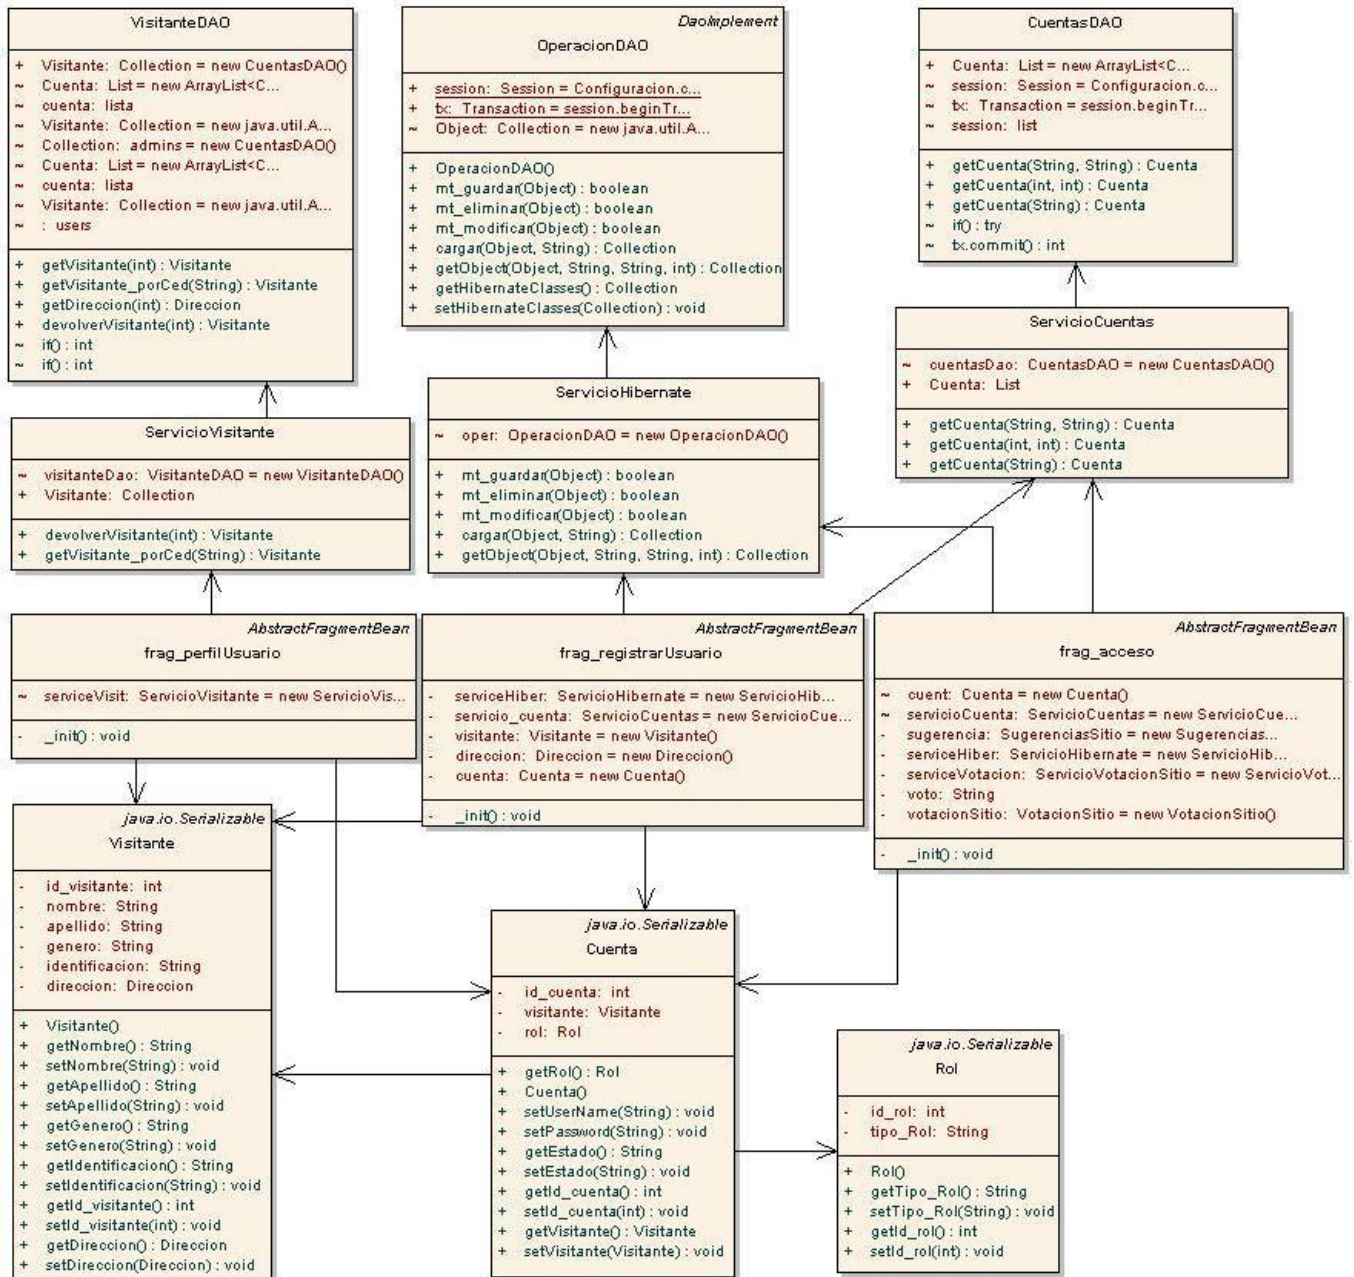 VisitanteDAO
+ Visitante: Collection = new CuentasDAO()
~ Cuenta: List = new ArrayList<C...
~ cuenta: lista
~ Visitante: Collection = new java.util.A...
~ Collection: admins = new CuentasDAO()
~ Cuenta: List = new ArrayList<C...
~ cuenta: lista
~ Visitante: Collection = new java.util.A...
~ : users
+ getVisitante(int) : Visitante
+ getVisitante_porCed(String) : Visitante
+ getDireccion(int) : Direccion
+ devolverVisitante(int) : Visitante
~ if() : int
~ if() : int
DaoImplement
OperacionDAO
+ session: Session = Configuracion.c...
+ tx: Transaction = session.beginTr...
~ Object: Collection = new java.util.A...
+ OperacionDAO()
+ mt_guardar(Object) : boolean
+ mt_eliminar(Object) : boolean
+ mt_modificar(Object) : boolean
+ cargar(Object, String) : Collection
+ getObject(Object, String, String, int) : Collection
+ getHibernateClasses() : Collection
+ setHibernateClasses(Collection) : void
CuentasDAO
+ Cuenta: List = new ArrayList<C...
~ session: Session = Configuracion.c...
~ tx: Transaction = session.beginTr...
~ session: list
+ getCuenta(String, String) : Cuenta
+ getCuenta(int, int) : Cuenta
+ getCuenta(String) : Cuenta
~ if() : try
~ tx.commit() : int
ServicioVisitante
~ visitanteDao: VisitanteDAO = new VisitanteDAO()
+ Visitante: Collection
+ devolverVisitante(int) : Visitante
+ getVisitante_porCed(String) : Visitante
ServicioHibernate
~ oper: OperacionDAO = new OperacionDAO()
+ mt_guardar(Object) : boolean
+ mt_eliminar(Object) : boolean
+ mt_modificar(Object) : boolean
+ cargar(Object, String) : Collection
+ getObject(Object, String, String, int) : Collection
ServicioCuentas
~ cuentasDao: CuentasDAO = new CuentasDAO()
+ Cuenta: List
+ getCuenta(String, String) : Cuenta
+ getCuenta(int, int) : Cuenta
+ getCuenta(String) : Cuenta
AbstractFragmentBean
frag_perfilUsuario
~ serviceVisit: ServicioVisitante = new ServicioVis...
- _init() : void
AbstractFragmentBean
frag_registrarUsuario
- serviceHiber: ServicioHibernate = new ServicioHib...
- servicio_cuenta: ServicioCuentas = new ServicioCue...
- visitante: Visitante = new Visitante()
- direccion: Direccion = new Direccion()
- cuenta: Cuenta = new Cuenta()
- _init() : void
AbstractFragmentBean
frag_acceso
~ cuent: Cuenta = new Cuenta()
~ servicioCuenta: ServicioCuentas = new ServicioCue...
- sugerencia: SugerenciasSitio = new Sugerencias...
- serviceHiber: ServicioHibernate = new ServicioHib...
- serviceVotacion: ServicioVotacionSitio = new ServicioVot...
- voto: String
- votacionSitio: VotacionSitio = new VotacionSitio()
- _init() : void
java.io.Serializable
Visitante
- id_visitante: int
- nombre: String
- apellido: String
- genero: String
- identificacion: String
- direccion: Direccion
+ Visitante()
+ getNombre() : String
+ setNombre(String) : void
+ getApellido() : String
+ setApellido(String) : void
+ getGenero() : String
+ setGenero(String) : void
+ getIdentificacion() : String
+ setIdentificacion(String) : void
+ getId_visitante() : int
+ setId_visitante(int) : void
+ getDireccion() : Direccion
+ setDireccion(Direccion) : void
java.io.Serializable
Cuenta
- id_cuenta: int
- visitante: Visitante
- rol: Rol
+ getRol() : Rol
+ Cuenta()
+ setUserName(String) : void
+ setPassword(String) : void
+ getEstado() : String
+ setEstado(String) : void
+ getId_cuenta() : int
+ setId_cuenta(int) : void
+ getVisitante() : Visitante
+ setVisitante(Visitante) : void
java.io.Serializable
Rol
- id_rol: int
- tipo_Rol: String
+ Rol()
+ getTipo_Rol() : String
+ setTipo_Rol(String) : void
+ getId_rol() : int
+ setId_rol(int) : void